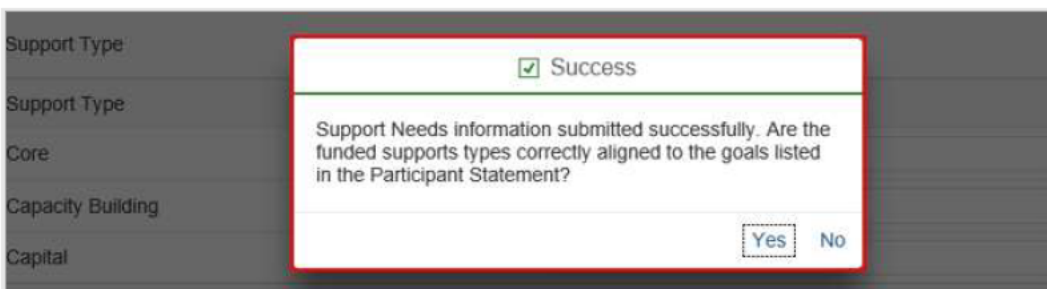 Support Type
Success
Support Type
Support Needs information submitted successfully. Are the
funded supports types correctly aligned to the goals listed
in the Participant Statement?
Core
Capacity Building
Yes No
Capital